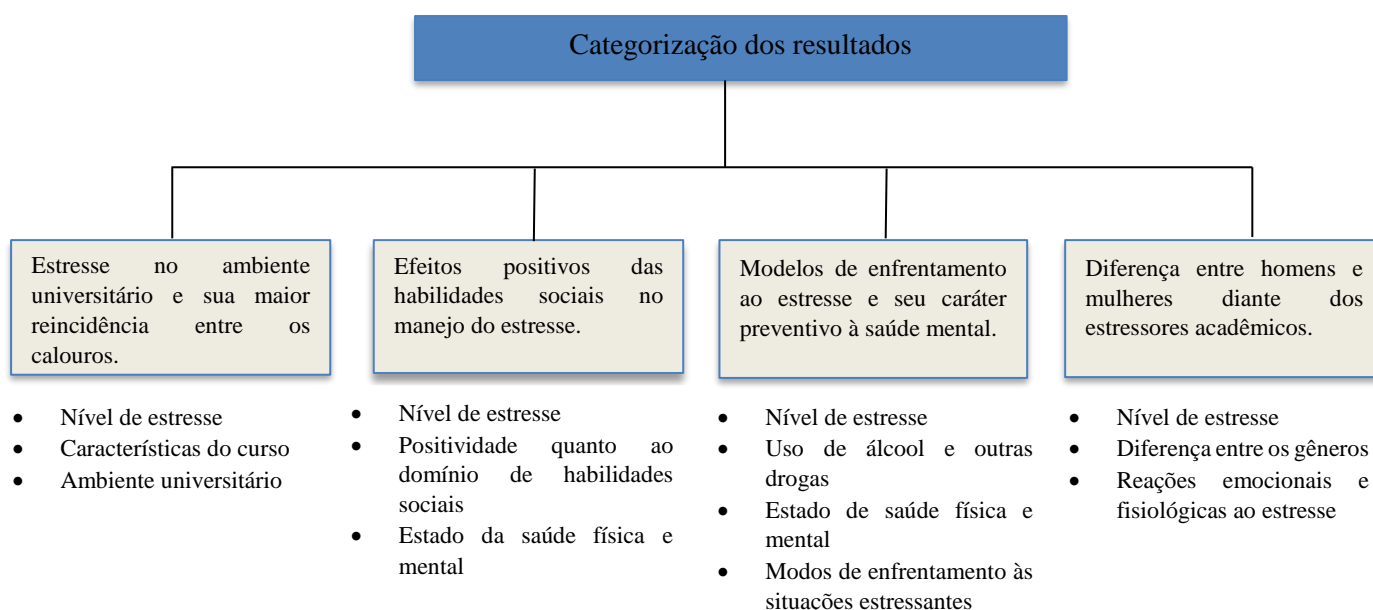 Categorização dos resultados
Estresse no ambiente
universitário e sua maior
reincidência entre os
calouros.
Efeitos positivos das
habilidades sociais no
manejo do estresse.
Modelos de enfrentamento
ao estresse e seu caráter
preventivo à saúde mental.
Diferença entre homens e
mulheres diante dos
estressores acadêmicos.
• Nível de estresse
• Características do curso
• Ambiente universitário
• Nível de estresse
• Positividade quanto ao
domínio de habilidades
sociais
• Estado da saúde física e
mental
• Nível de estresse
• Uso de álcool e outras
drogas
• Estado de saúde física e
mental
• Modos de enfrentamento às
situações estressantes
• Nível de estresse
• Diferença entre os gêneros
• Reações emocionais e
fisiológicas ao estresse